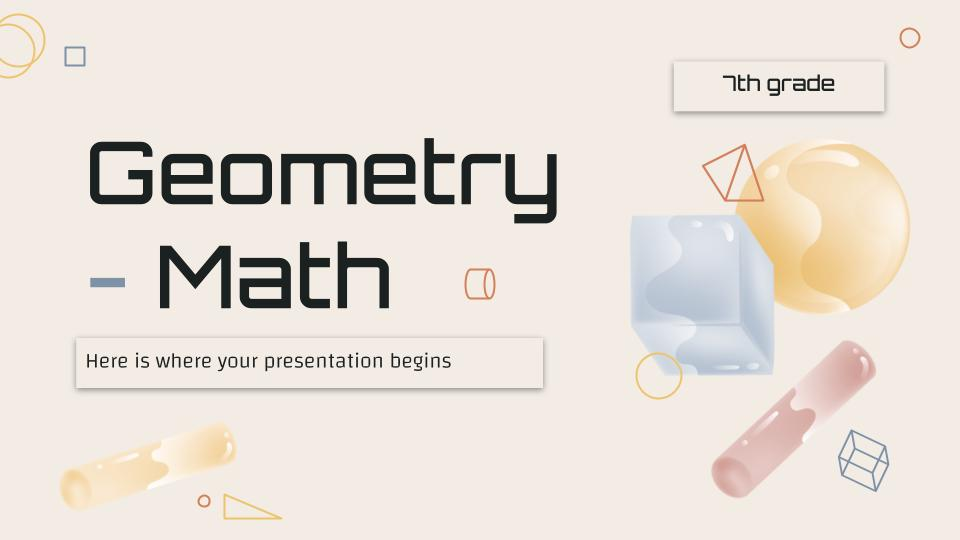 7th grade
Geometry
- Math
Here is where your presentation begins